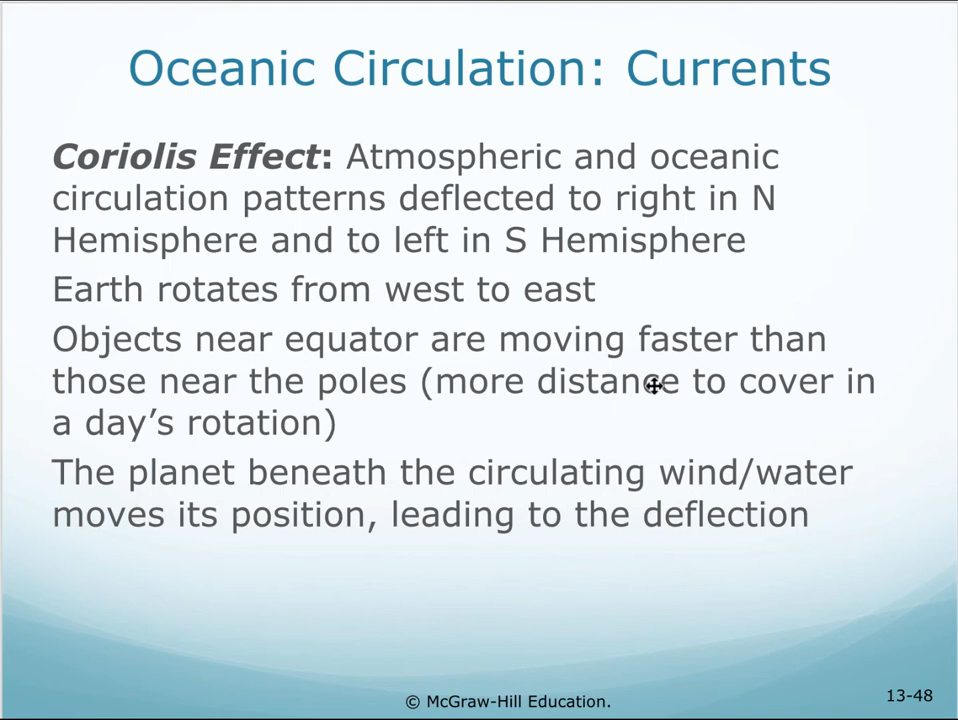 Oceanic Circulation: Currents
Coriolis Effect: Atmospheric and oceanic
circulation patterns deflected to right in N
Hemisphere and to left in S Hemisphere
Earth rotates from west to east
Objects near equator are moving faster than
those near the poles (more distance to cover in
a day’s rotation)
The planet beneath the circulating wind/water
moves its position, leading to the deflection
© McGraw-Hill Education.
13-48